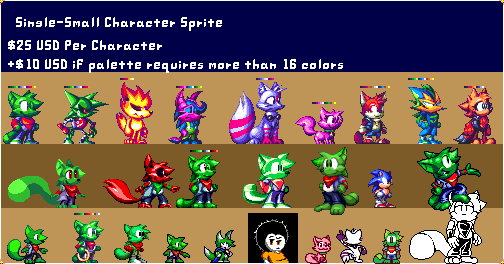 Single-Small Character Sprite
$25 USD Per Character
+$10 USD if palette requires more than 16 colors